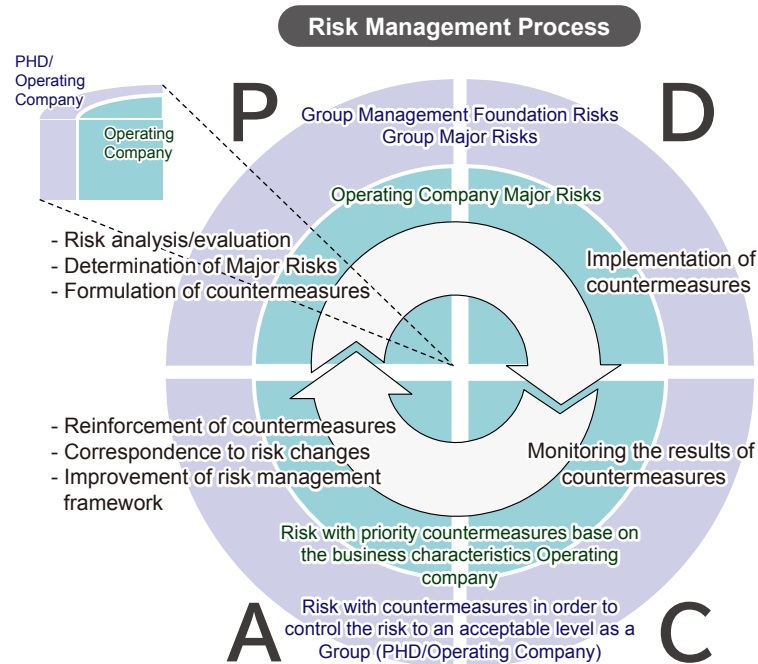 Risk Management Process
PHD/
Operating
Company
Operating
Company
P
D
Group Management Foundation Risks
Group Major Risks
Operating Company Major Risks
- Risk analysis/evaluation
- Determination of Major Risks
- Formulation of countermeasures
Implementation of
countermeasures
- Reinforcement of countermeasures
- Correspondence to risk changes
- Improvement of risk management
framework
Monitoring the results of
countermeasures
Risk with priority countermeasures base on
the business characteristics Operating
company
A
Risk with countermeasures in order to
control the risk to an acceptable level as a
Group (PHD/Operating Company)
C